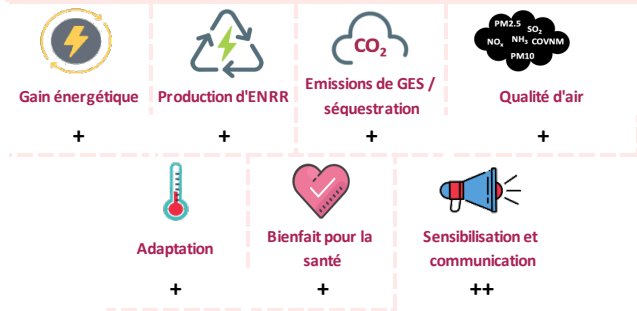 CO₂
PM2.5
SO₂
NOₓ
NH₃ COVNM
PM10
Gain énergétique
Production d'ENRR
Emissions de GES /
séquestration
Qualité d'air
+
+
+
+
Adaptation
Bienfait pour la
santé
Sensibilisation et
communication
+
+
++